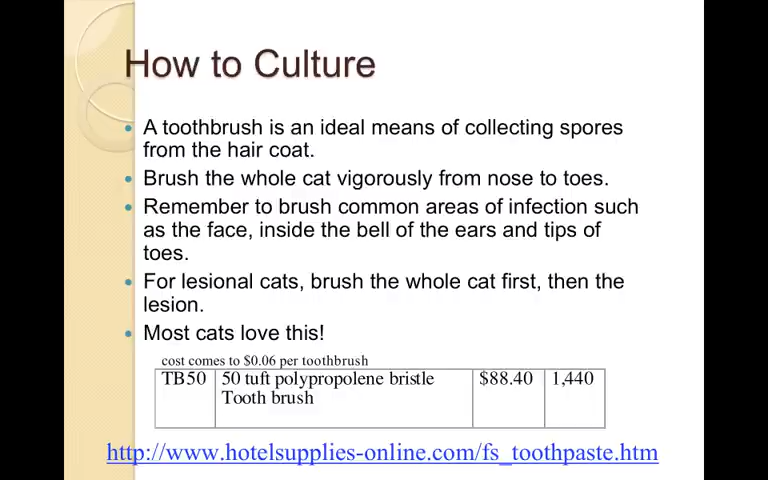 How to Culture
• A toothbrush is an ideal means of collecting spores
from the hair coat.
• Brush the whole cat vigorously from nose to toes.
• Remember to brush common areas of infection such
as the face, inside the bell of the ears and tips of
toes.
• For lesional cats, brush the whole cat first, then the
lesion.
• Most cats love this!
cost comes to $0.06 per toothbrush
TB50 50 tuft polypropolene bristle $88.40 1,440
Tooth brush
http://www.hotelsupplies-online.com/fs_toothpaste.htm